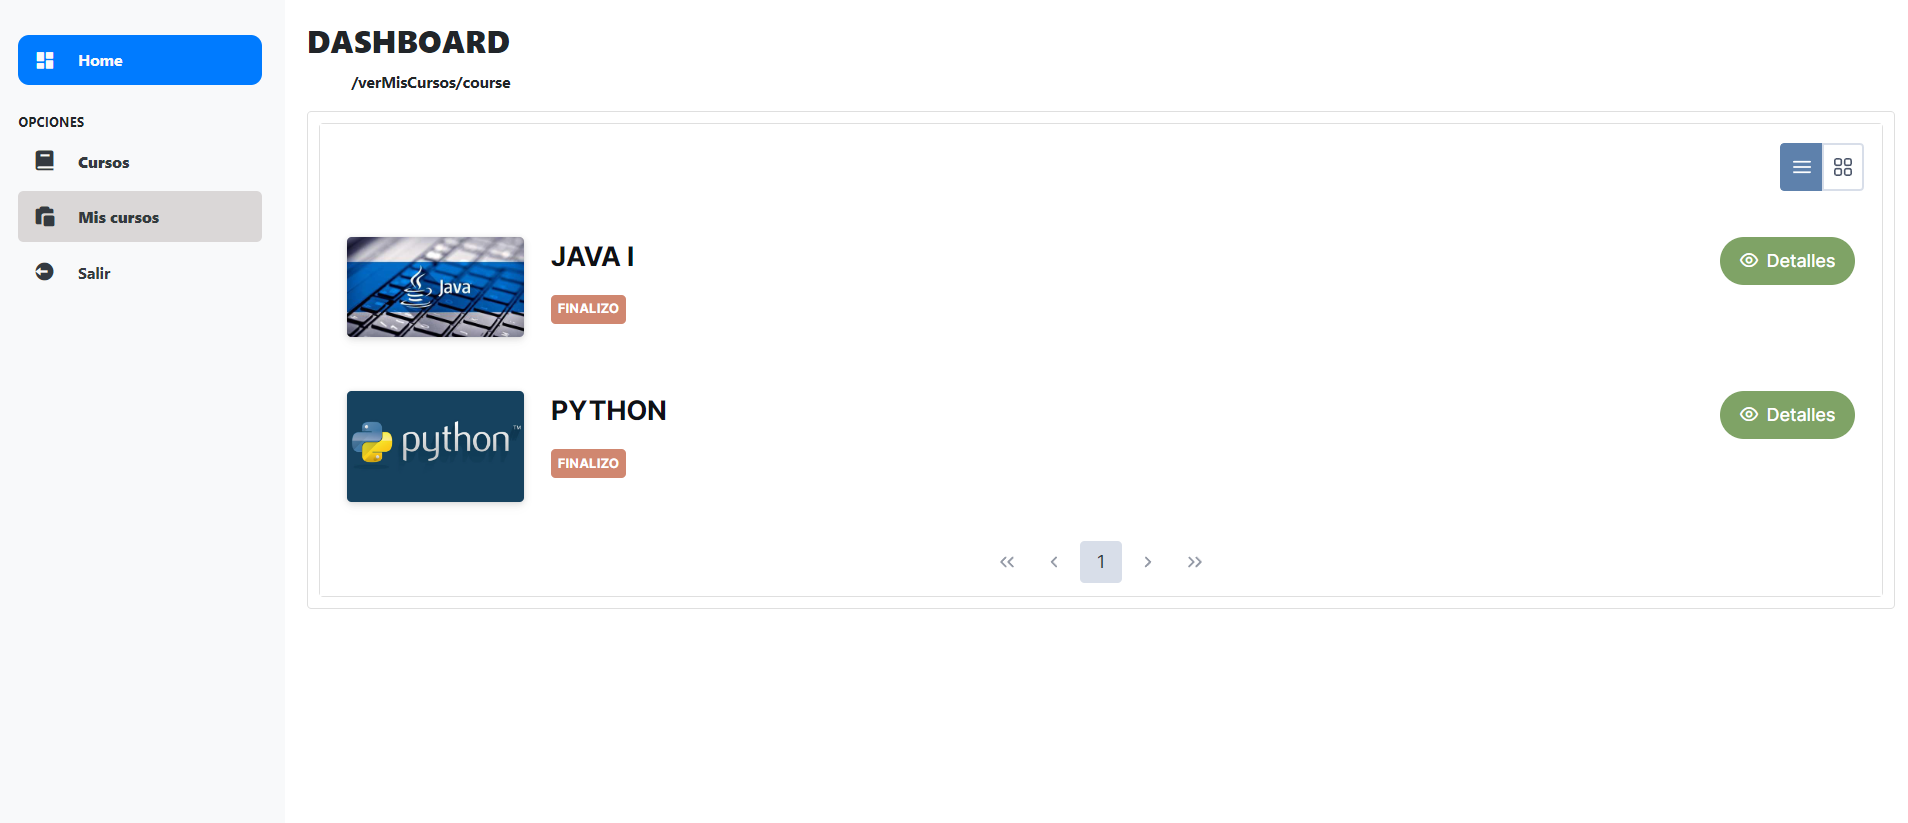 Home
OPCIONES
Cursos
Mis cursos
Salir
DASHBOARD
/verMisCursos/course
Java
JAVA I
FINALIZO
Detalles
python™
PYTHON
FINALIZO
Detalles
1